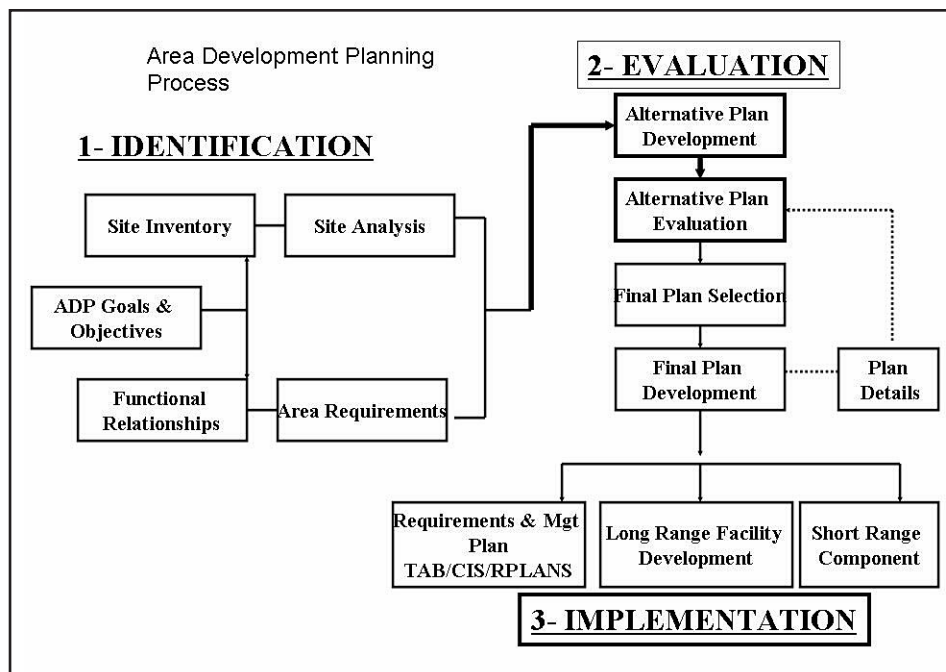 Area Development Planning
Process
1- IDENTIFICATION
Site Inventory
Site Analysis
ADP Goals &
Objectives
Functional
Relationships
Area Requirements
2- EVALUATION
Alternative Plan
Development
Alternative Plan
Evaluation
Final Plan Selection
Final Plan
Development
Plan
Details
Requirements & Mgt
Plan
TAB/CIS/RPLANS
Long Range Facility
Development
Short Range
Component
3- IMPLEMENTATION